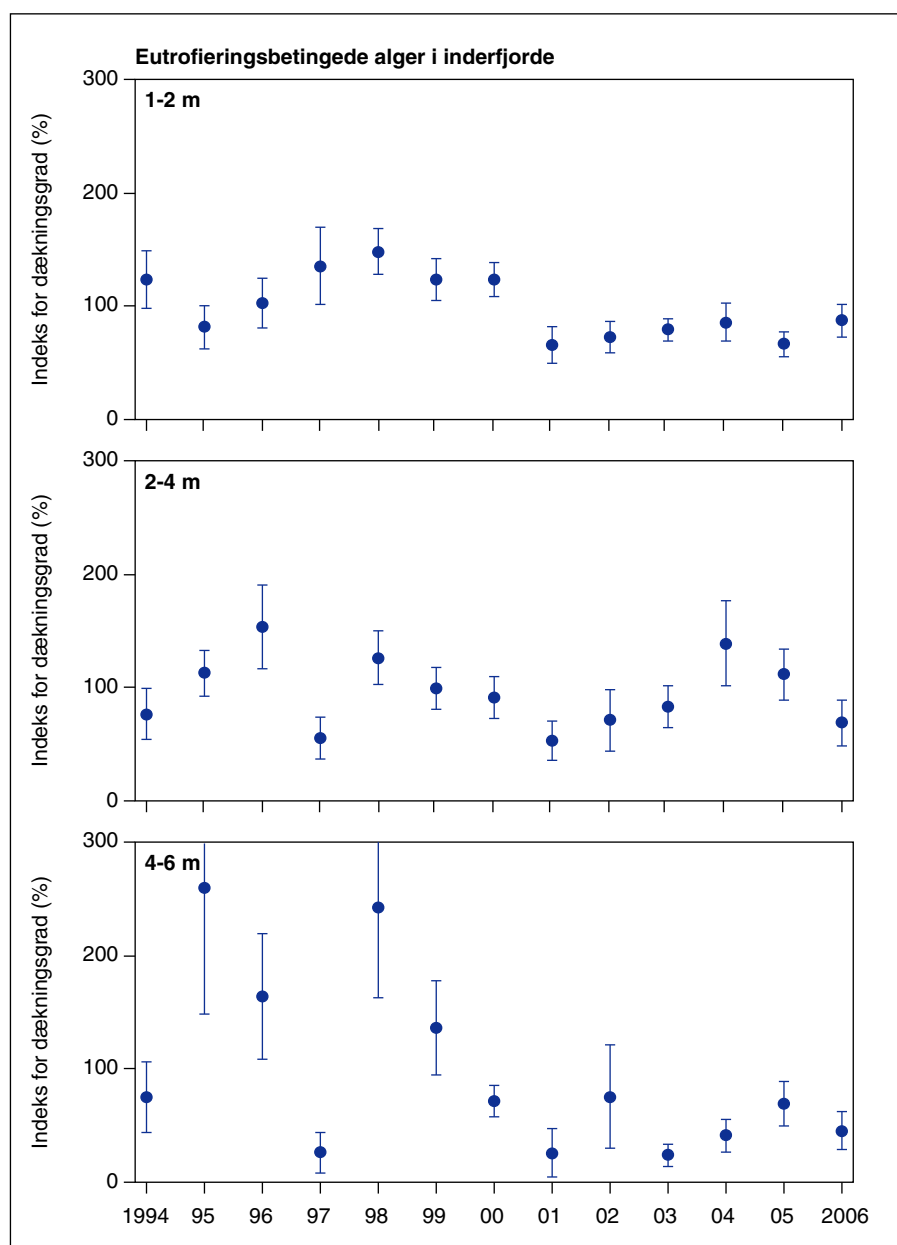 Eutrofieringsbetingede alger i inderfjorde
300
1-2 m
200
100
0
Indeks for dækningsgrad (%)
300
2-4 m
200
100
0
Indeks for dækningsgrad (%)
300
4-6 m
200
100
0
Indeks for dækningsgrad (%)
1994 95 96 97 98 99 00 01 02 03 04 05 2006